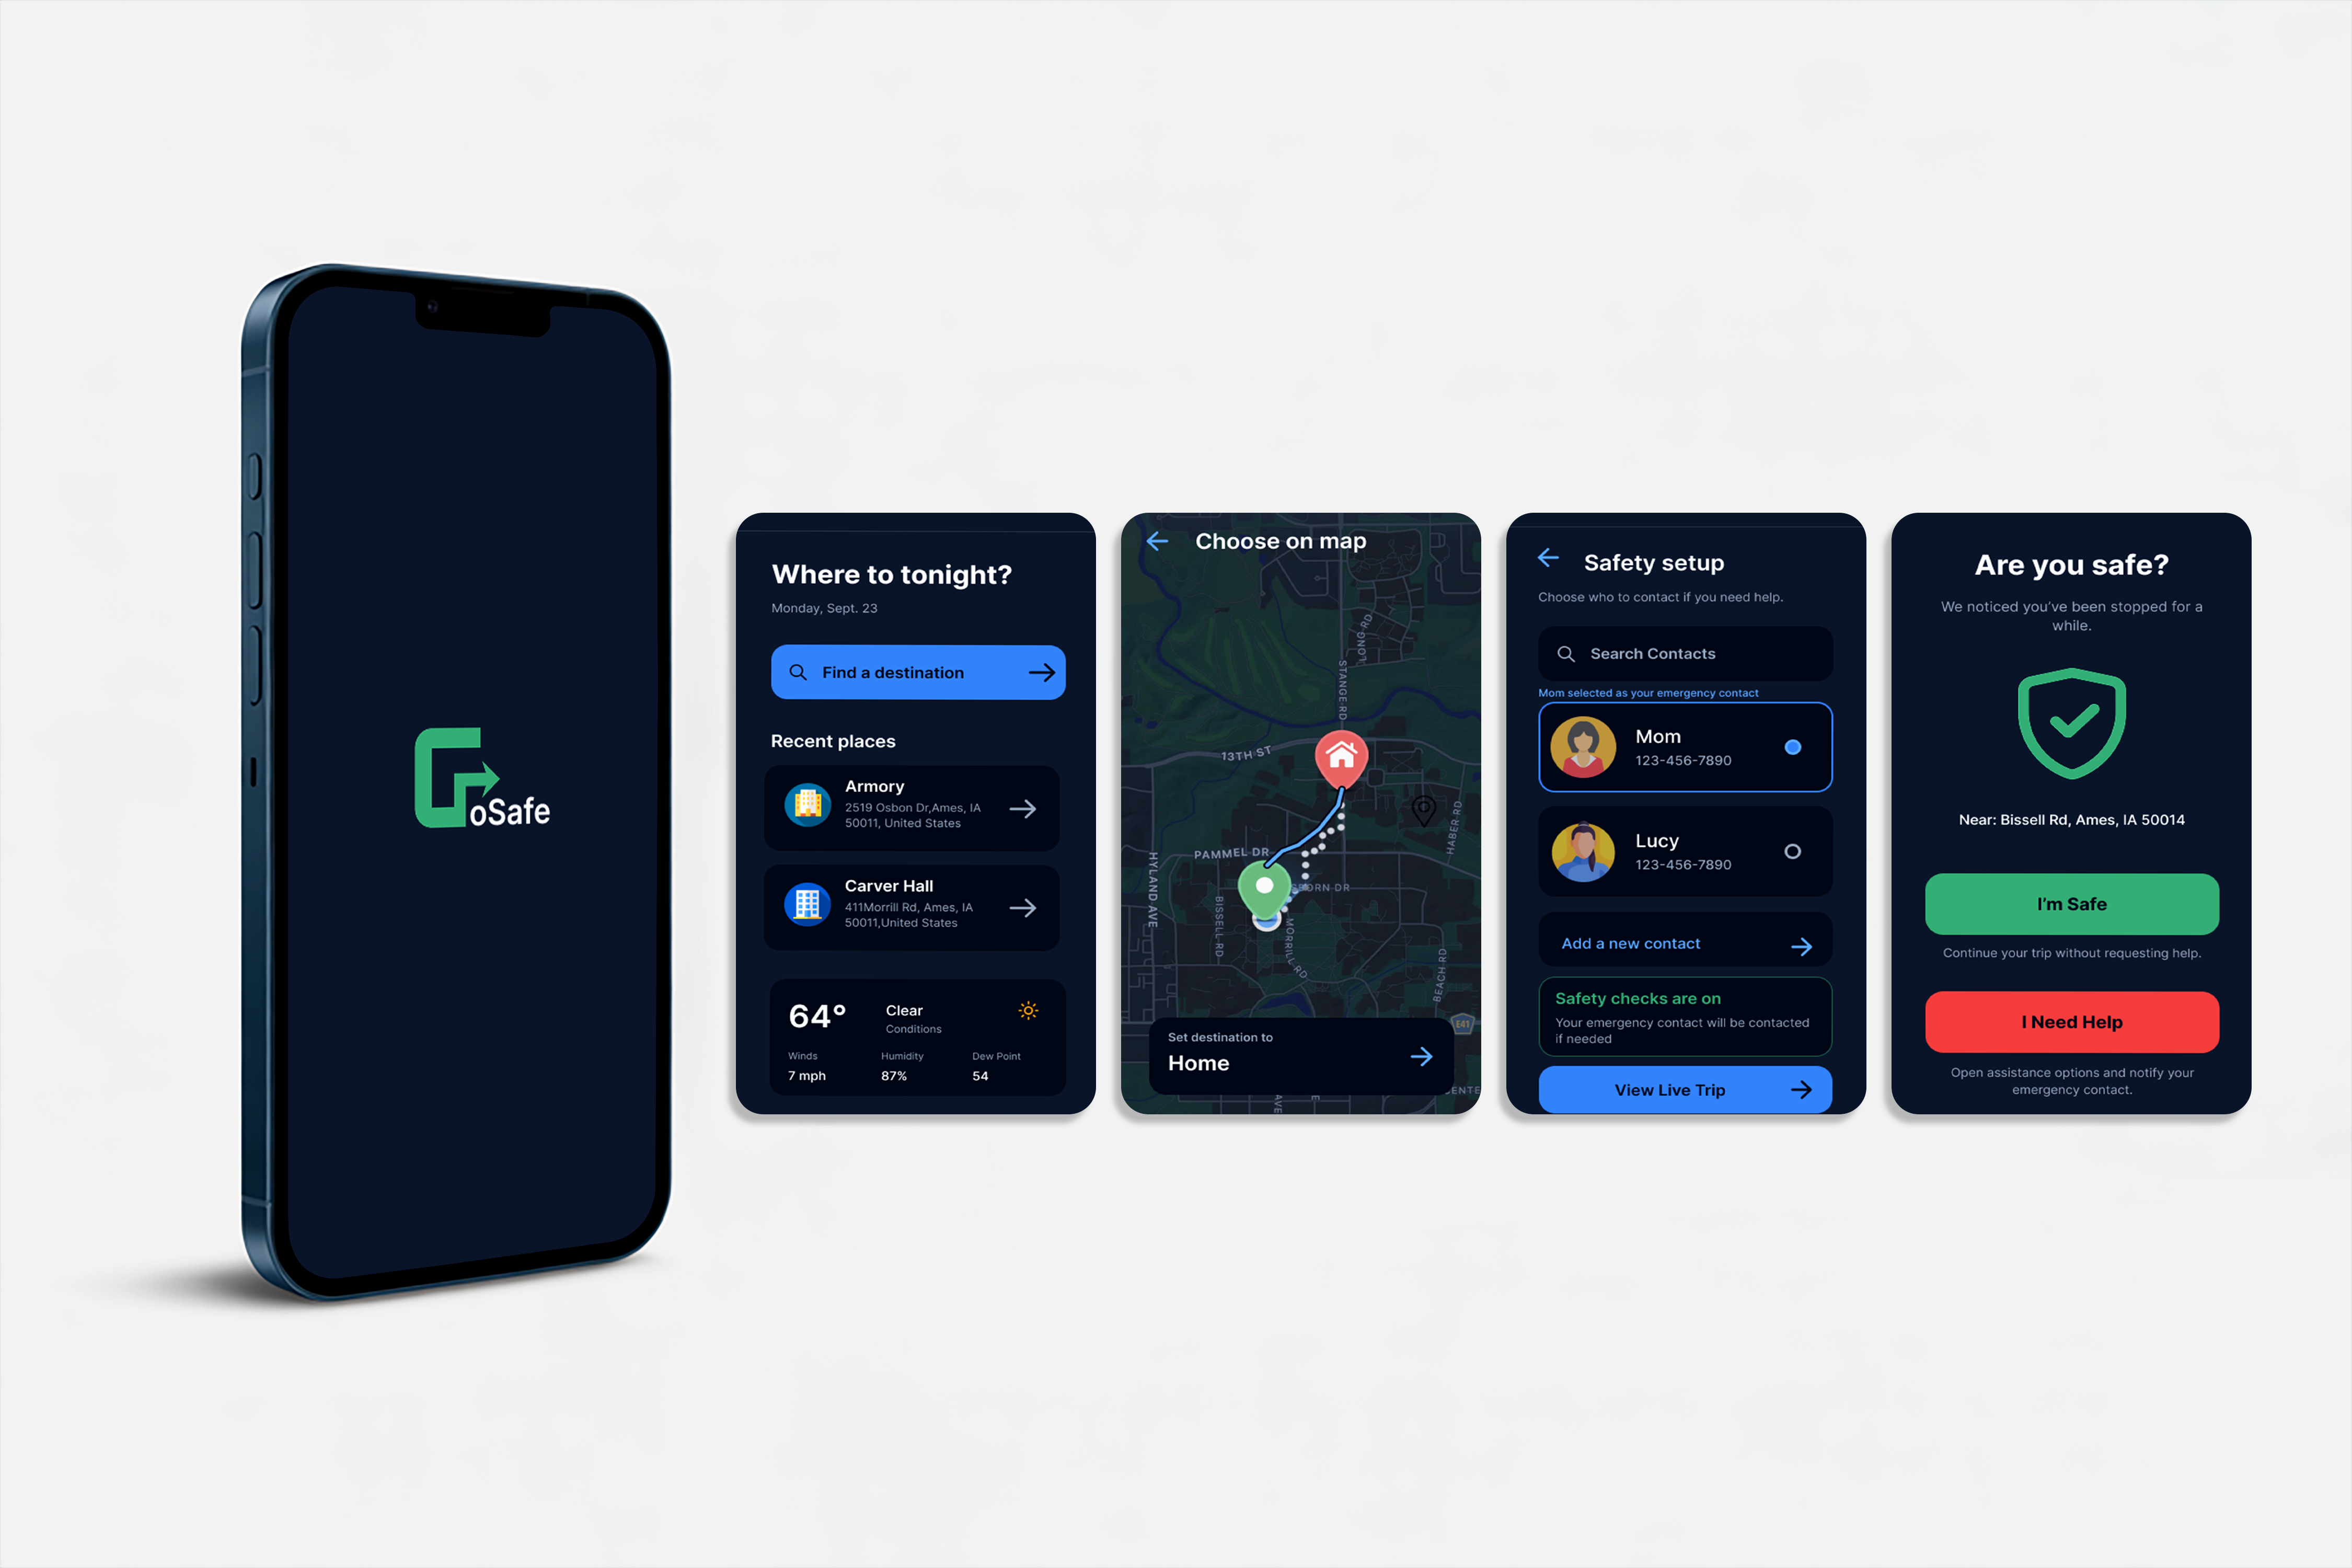 GoSafe
Where to tonight?
Monday, Sept. 23
Find a destination
Recent places
Armory
2519 Osbon Dr,Ames, IA
50011, United States
Carver Hall
411Morrill Rd, Ames, IA
50011,United States
64°
Clear
Conditions
Winds
Humidity
Dew Point
7 mph
87%
54
Choose on map
LONG RD
STANGE RD
13TH ST
HABER RD
PAMMEL DR
HYLAND AVE
BISSELL RD
MORRILL RD
BEACH RD
E41
Set destination to
Home
AVE
Safety setup
Choose who to contact if you need help.
Search Contacts
Mom selected as your emergency contact
Mom
123-456-7890
Lucy
123-456-7890
Add a new contact
Safety checks are on
Your emergency contact will be contacted
if needed
View Live Trip
Are you safe?
We noticed you've been stopped for a
while.
Near: Bissell Rd, Ames, IA 50014
I'm Safe
Continue your trip without requesting help.
I Need Help
Open assistance options and notify your
emergency contact.